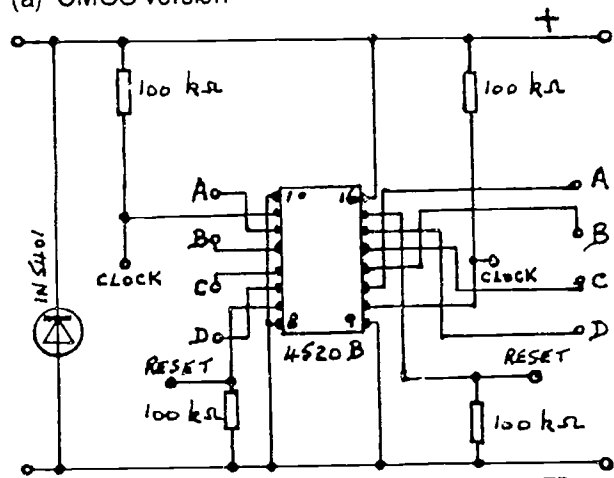 (a) CMOS version
+
100 kΩ
100 kΩ
A
1
16
A
B
B
CLOCK
CLOCK
C
C
IN5401
D
8
9
D
4520B
RESET
RESET
100 kΩ
100 kΩ